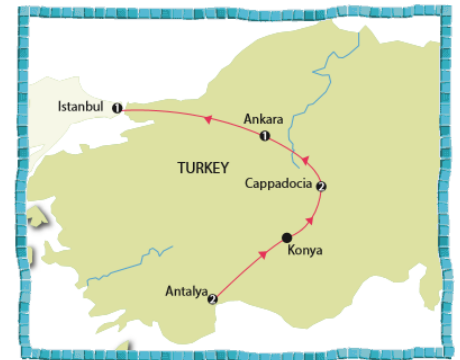 Istanbul 1
Ankara
1
TURKEY
Cappadocia 2
Konya
Antalya 2